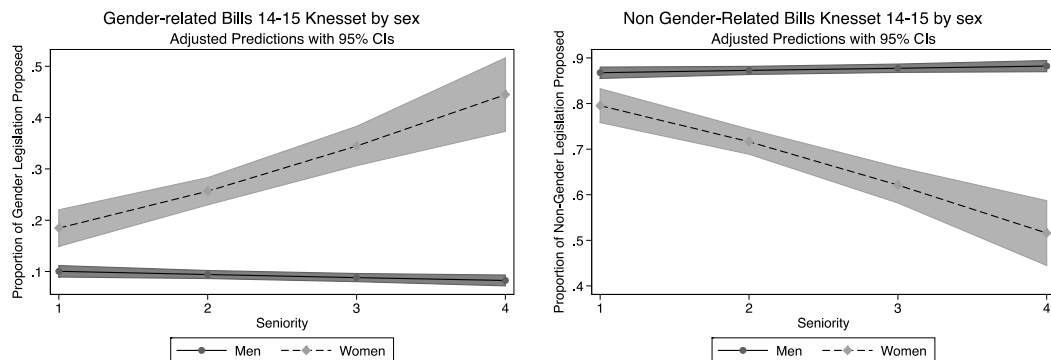 Gender-related Bills 14-15 Knesset by sex
Adjusted Predictions with 95% CIs
Proportion of Gender Legislation Proposed
.5
.4
.3
.2
.1
1 2 3 4
Seniority
Men Women
Non Gender-Related Bills Knesset 14-15 by sex
Adjusted Predictions with 95% CIs
Proportion of Non-Gender Legislation Proposed
.9
.8
.7
.6
.5
.4
1 2 3 4
Seniority
Men Women